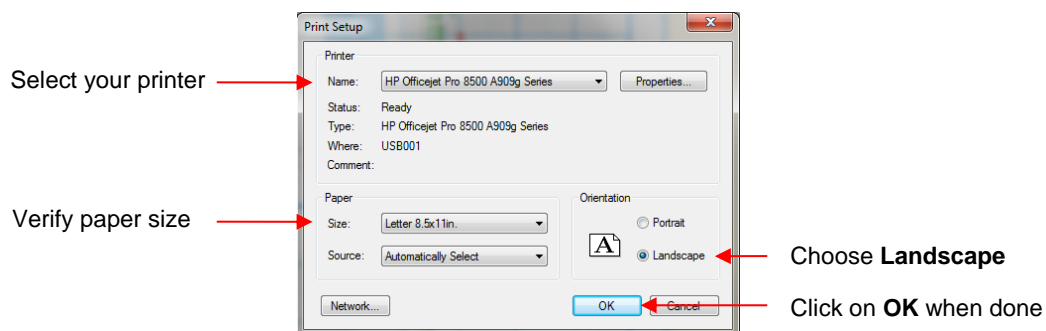 Print Setup
Printer
Select your printer
Name: HP Officejet Pro 8500 A909g Series Properties...
Status: Ready
Type: HP Officejet Pro 8500 A909g Series
Where: USB001
Comment:
Paper Orientation
Verify paper size
Size: Letter 8.5x11in. Portrait
Source: Automatically Select A Landscape
Choose Landscape
Network... OK Cancel
Click on OK when done